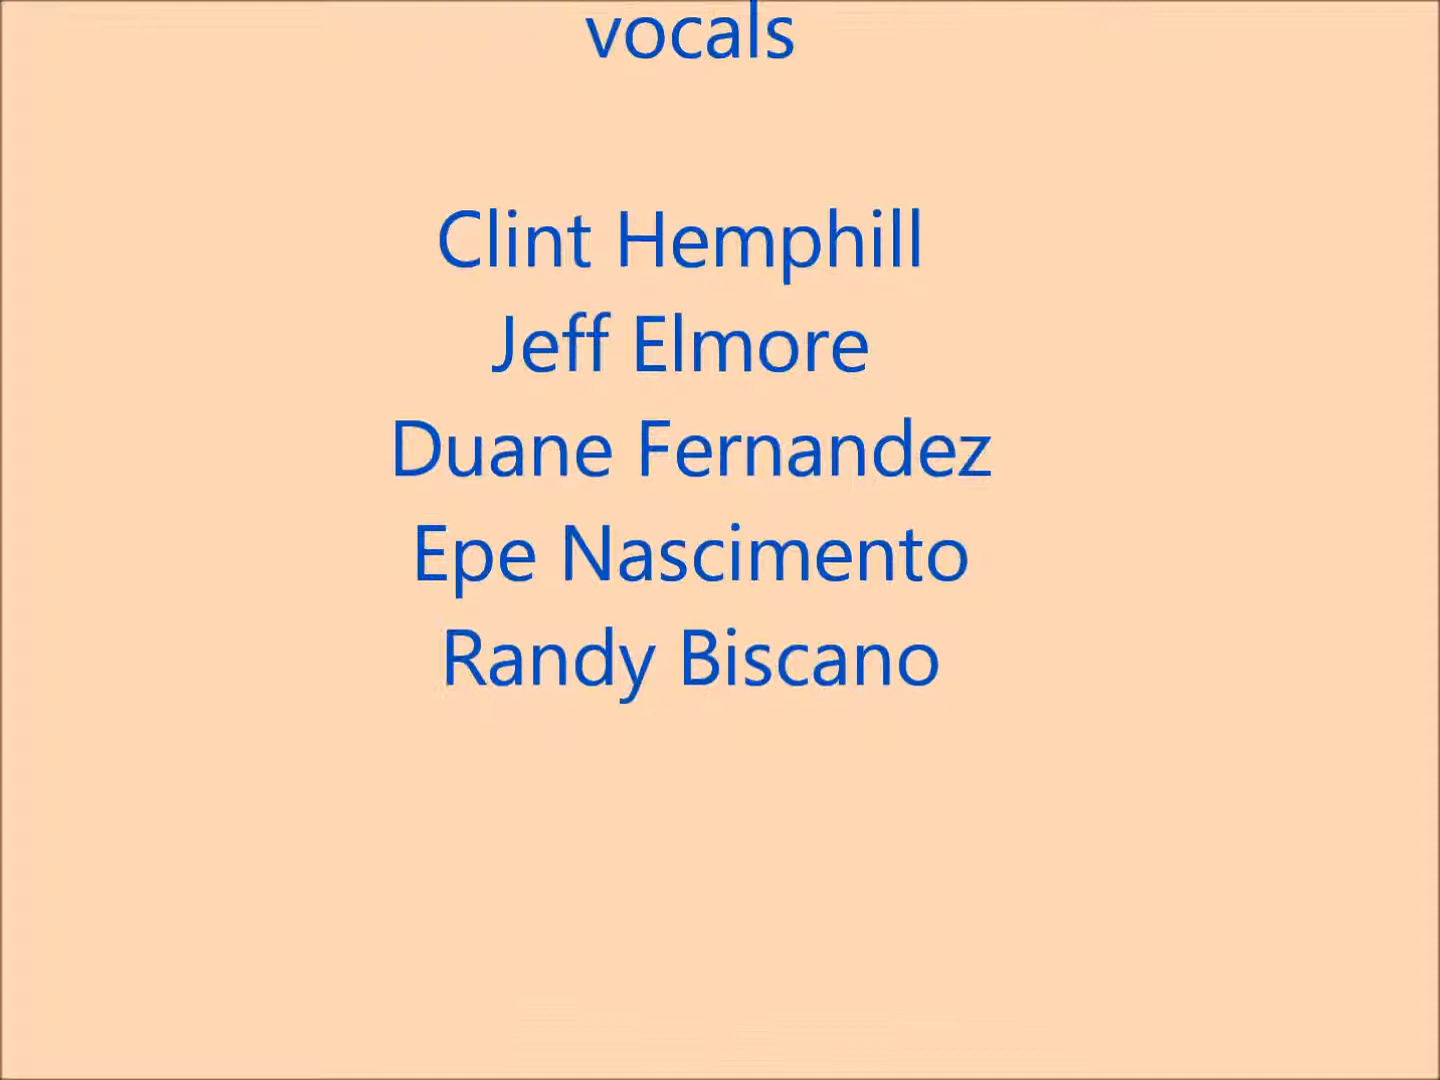 vocals
Clint Hemphill
Jeff Elmore
Duane Fernandez
Epe Nascimento
Randy Biscano